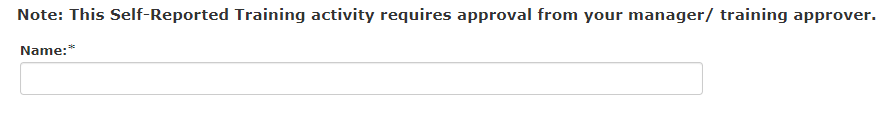 Note: This Self-Reported Training activity requires approval from your manager/ training approver.
Name:*